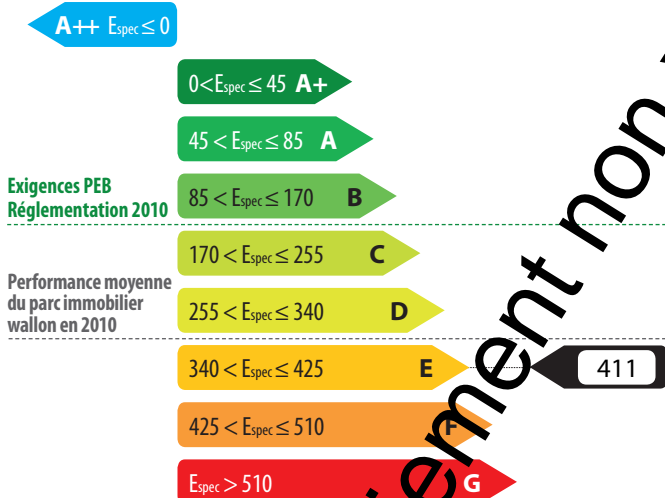 A++ Espec ≤ 0
0<Espec ≤ 45 A+
45 < Espec ≤ 85 A
Exigences PEB
Réglementation 2010
85 < Espec ≤ 170 B
170 < Espec ≤ 255 C
Performance moyenne
du parc immobilier
wallon en 2010
255 < Espec ≤ 340 D
340 < Espec ≤ 425 E
411
425 < Espec ≤ 510 F
Espec > 510 G
non